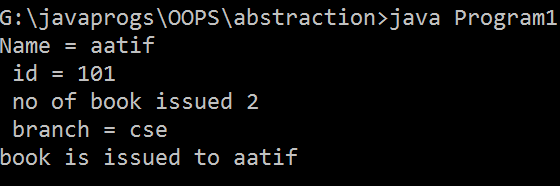 G:\javaprogs\OOPS\abstraction>java Program1
Name = aatif
 id = 101
 no of book issued 2
 branch = cse
book is issued to aatif